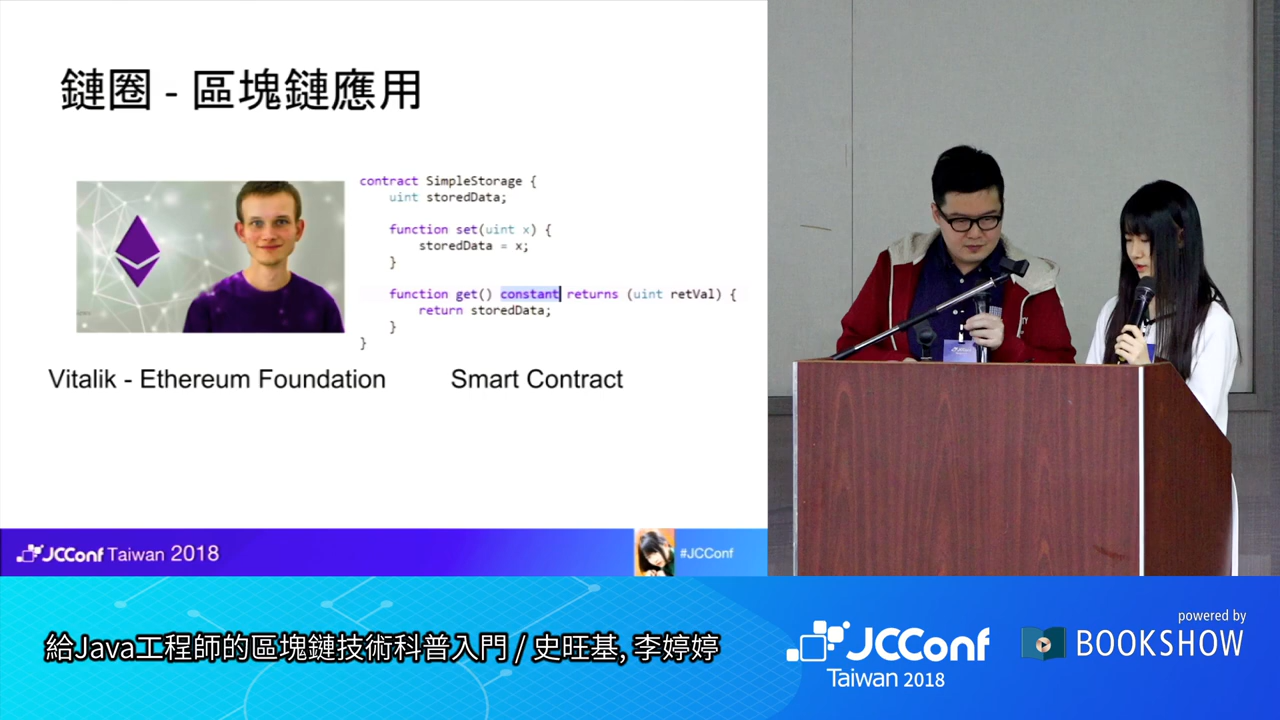 鏈圈 - 區塊鏈應用
contract SimpleStorage {
uint storedData;
function set(uint x) {
storedData = x;
}
function get() constant returns (uint retVal) {
return storedData;
}
}
Vitalik - Ethereum Foundation
Smart Contract
JCConf Taiwan 2018
#JCConf
給Java工程師的區塊鏈技術科普入門 / 史旺基, 李婷婷
JCConf
Taiwan 2018
powered by
BOOKSHOW